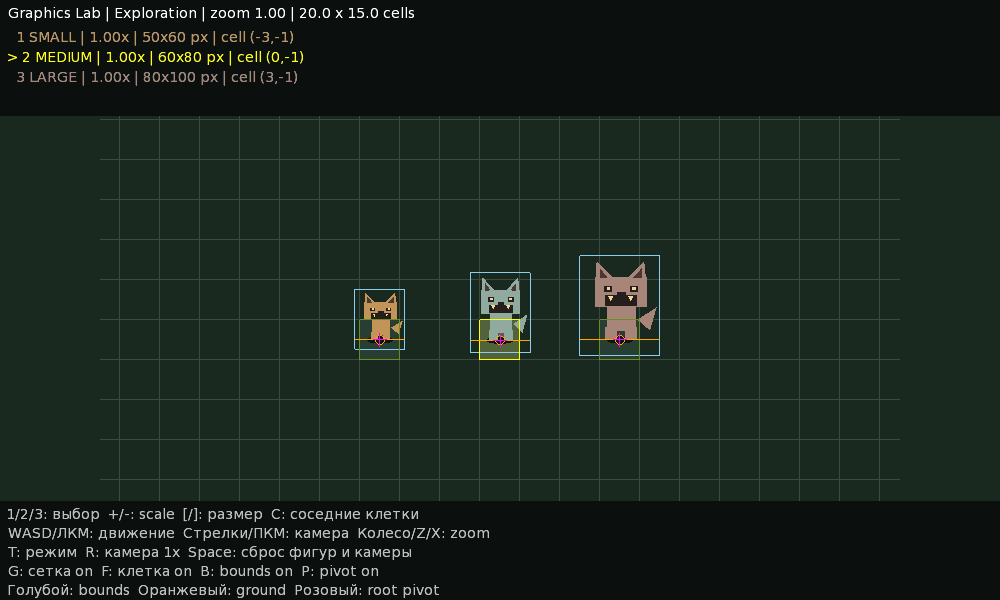 Graphics Lab | Exploration | zoom 1.00 | 20.0 x 15.0 cells
1 SMALL | 1.00x | 50x60 px | cell (-3,-1)
> 2 MEDIUM | 1.00x | 60x80 px | cell (0,-1)
3 LARGE | 1.00x | 80x100 px | cell (3,-1)
1/2/3: выбор  +/-: scale  [/]: размер  C: соседние клетки
WASD/ЛКМ: движение  Стрелки/ПКМ: камера  Колесо/Z/X: zoom
T: режим  R: камера 1x  Space: сброс фигур и камеры
G: сетка on  F: клетка on  B: bounds on  P: pivot on
Голубой: bounds  Оранжевый: ground  Розовый: root pivot